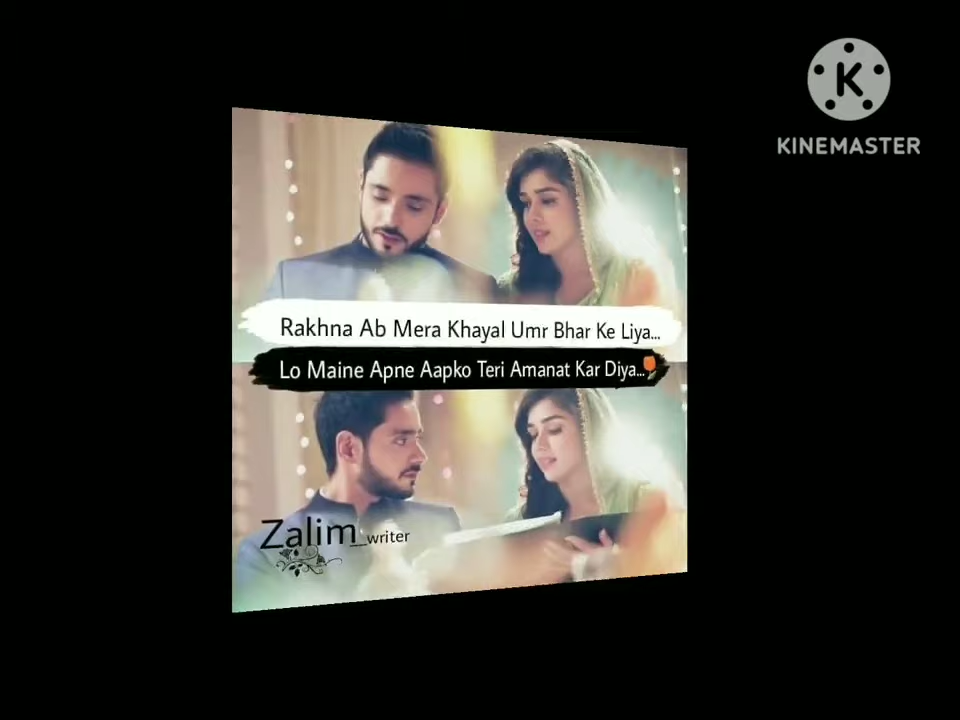 KINEMASTER
Rakhna Ab Mera Khayal Umr Bhar Ke Liya...
Lo Maine Apne Aapko Teri Amanat Kar Diya...
Zalim_writer